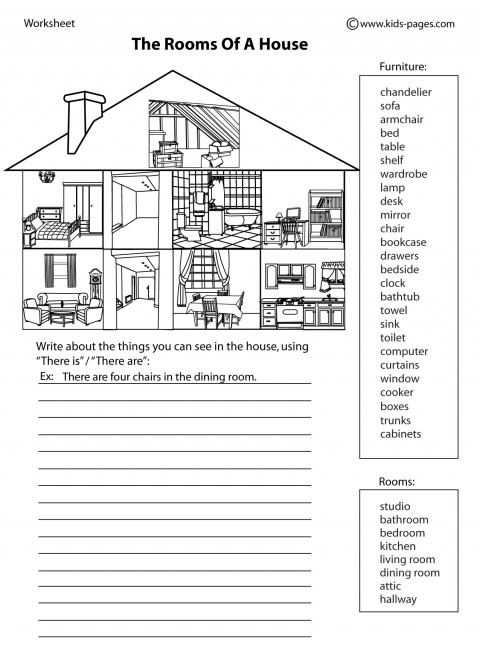 Worksheet
©www.kids-pages.com
The Rooms Of A House
Furniture:
chandelier
sofa
armchair
bed
table
shelf
wardrobe
lamp
desk
mirror
chair
bookcase
drawers
bedside
clock
bathtub
towel
sink
toilet
computer
curtains
window
cooker
boxes
trunks
cabinets
Write about the things you can see in the house, using
“There is”/“There are”:
Ex: There are four chairs in the dining room.
Rooms:
studio
bathroom
bedroom
kitchen
living room
dining room
attic
hallway